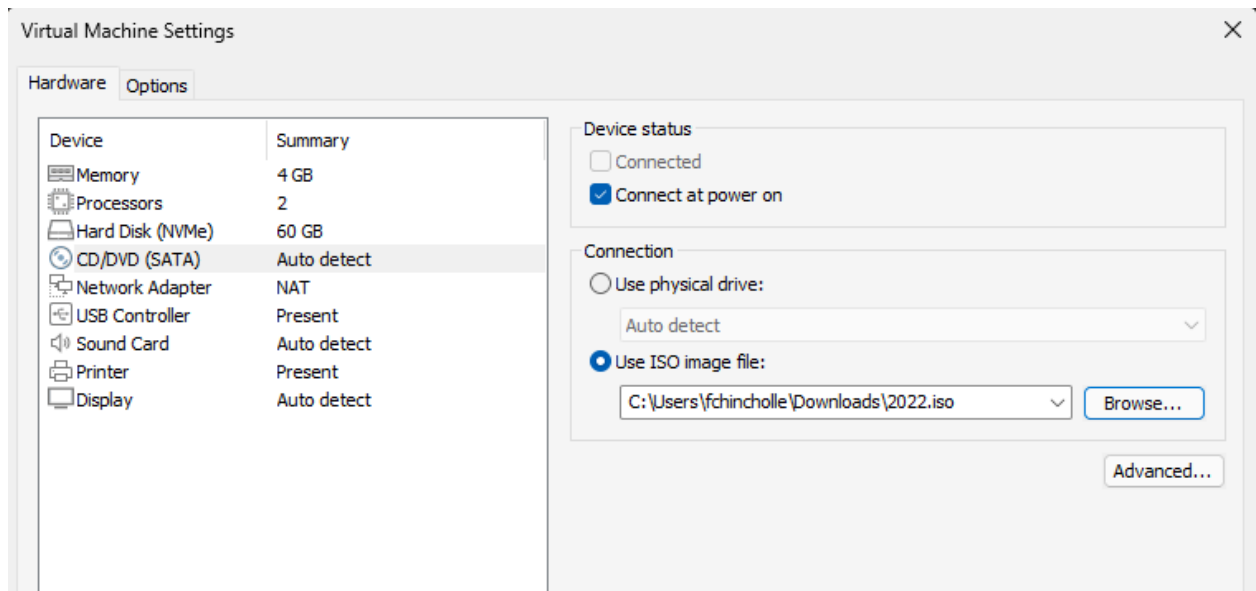 Virtual Machine Settings
Hardware Options
Device Summary
Memory 4 GB
Processors 2
Hard Disk (NVMe) 60 GB
CD/DVD (SATA) Auto detect
Network Adapter NAT
USB Controller Present
Sound Card Auto detect
Printer Present
Display Auto detect
Device status
Connected
Connect at power on
Connection
Use physical drive:
Auto detect
Use ISO image file:
C:\Users\fchincholle\Downloads\2022.iso
Browse...
Advanced...